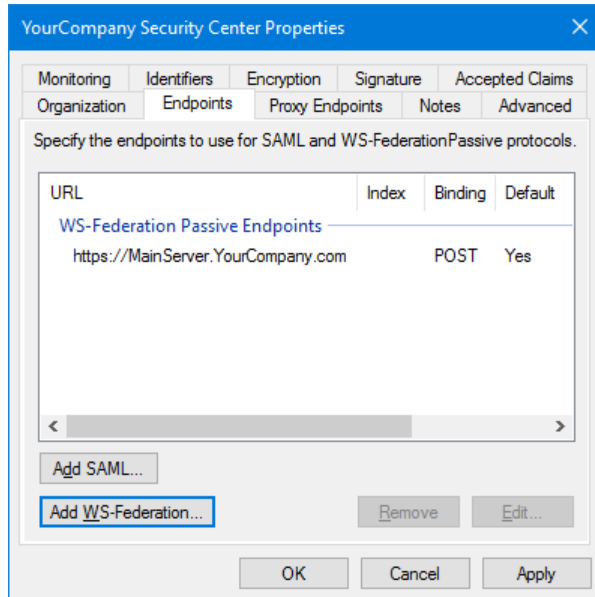 YourCompany Security Center Properties
Monitoring Identifiers Encryption Signature Accepted Claims
Organization Endpoints Proxy Endpoints Notes Advanced
Specify the endpoints to use for SAML and WS-FederationPassive protocols.
URL Index Binding Default
WS-Federation Passive Endpoints
https://MainServer.YourCompany.com POST Yes
Add SAML...
Add WS-Federation... Remove Edit...
OK Cancel Apply